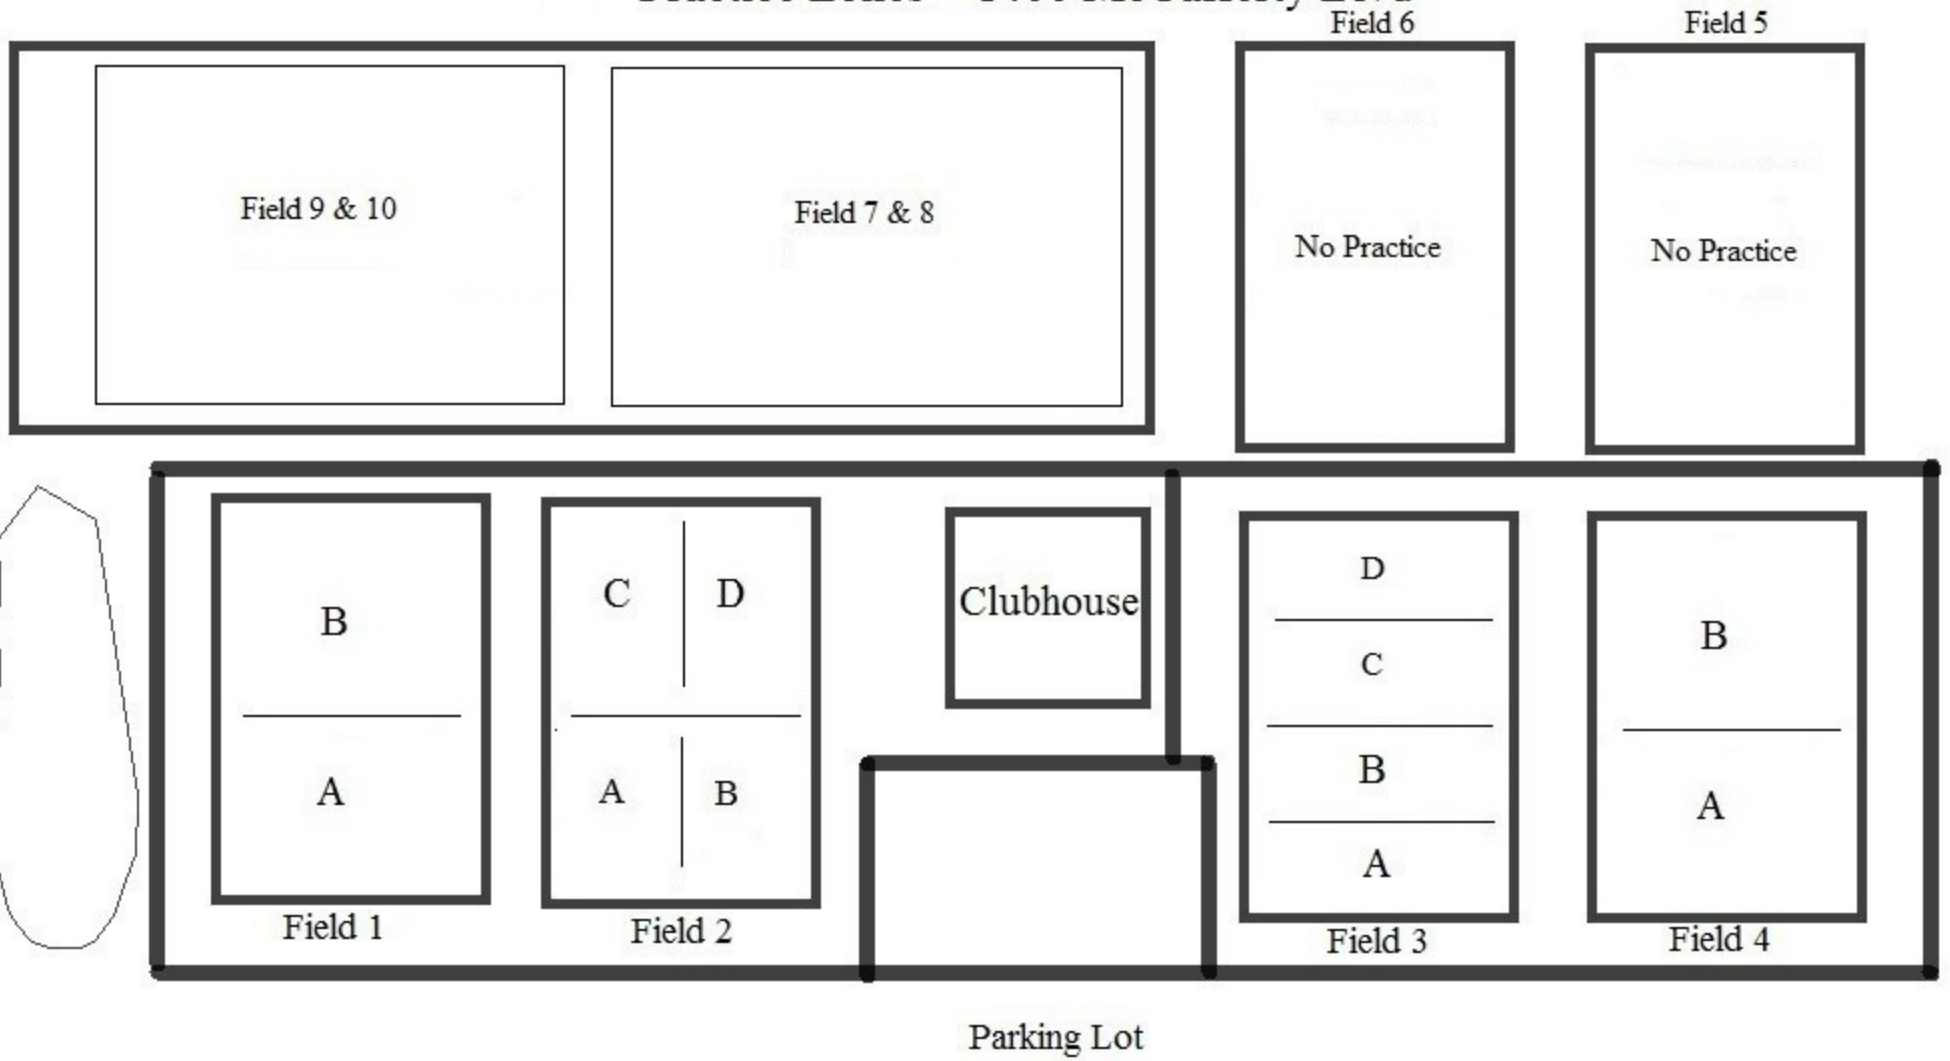 Field 6
Field 5
Field 9 & 10
Field 7 & 8
No Practice
No Practice
B
A
Field 1
C D
A B
Field 2
Clubhouse
D
C
B
A
Field 3
B
A
Field 4
Parking Lot